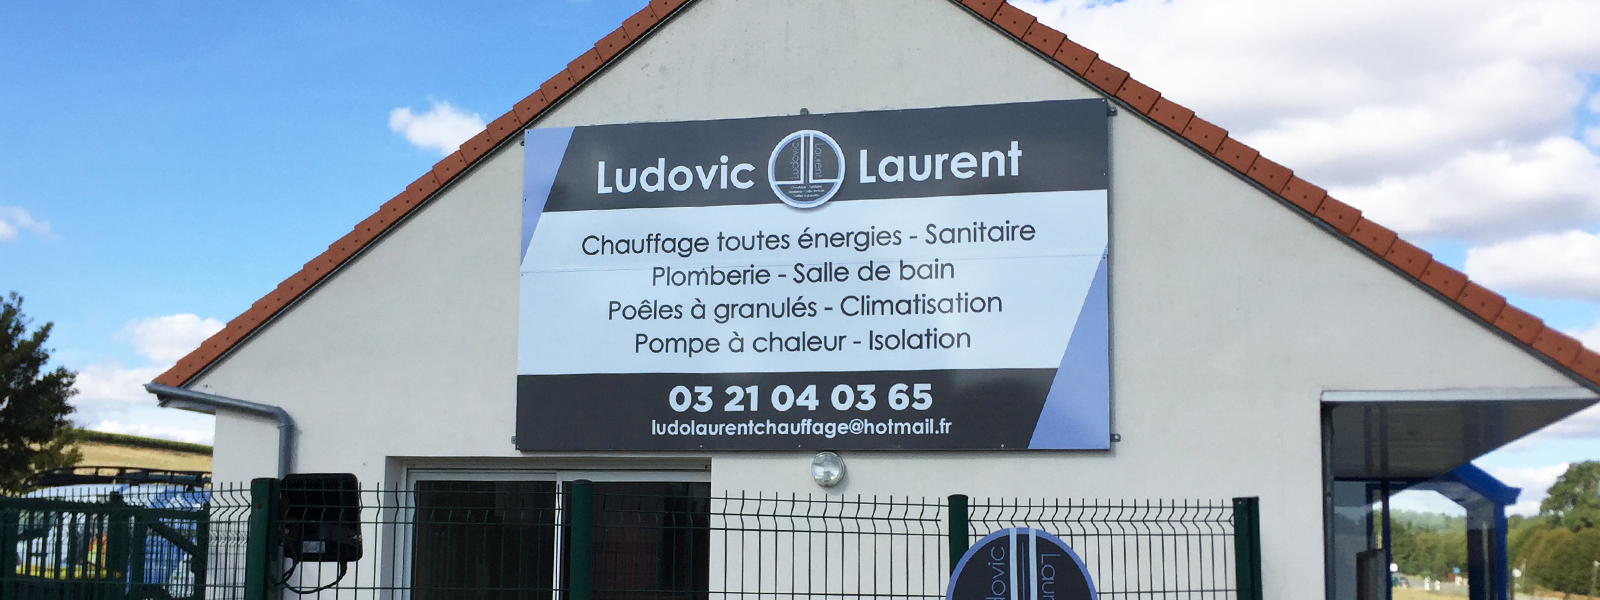 Ludovic Laurent
Chauffage toutes énergies - Sanitaire
Plomberie - Salle de bain
Poêles à granulés - Climatisation
Pompe à chaleur - Isolation
03 21 04 03 65
ludolaurentchauffage@hotmail.fr